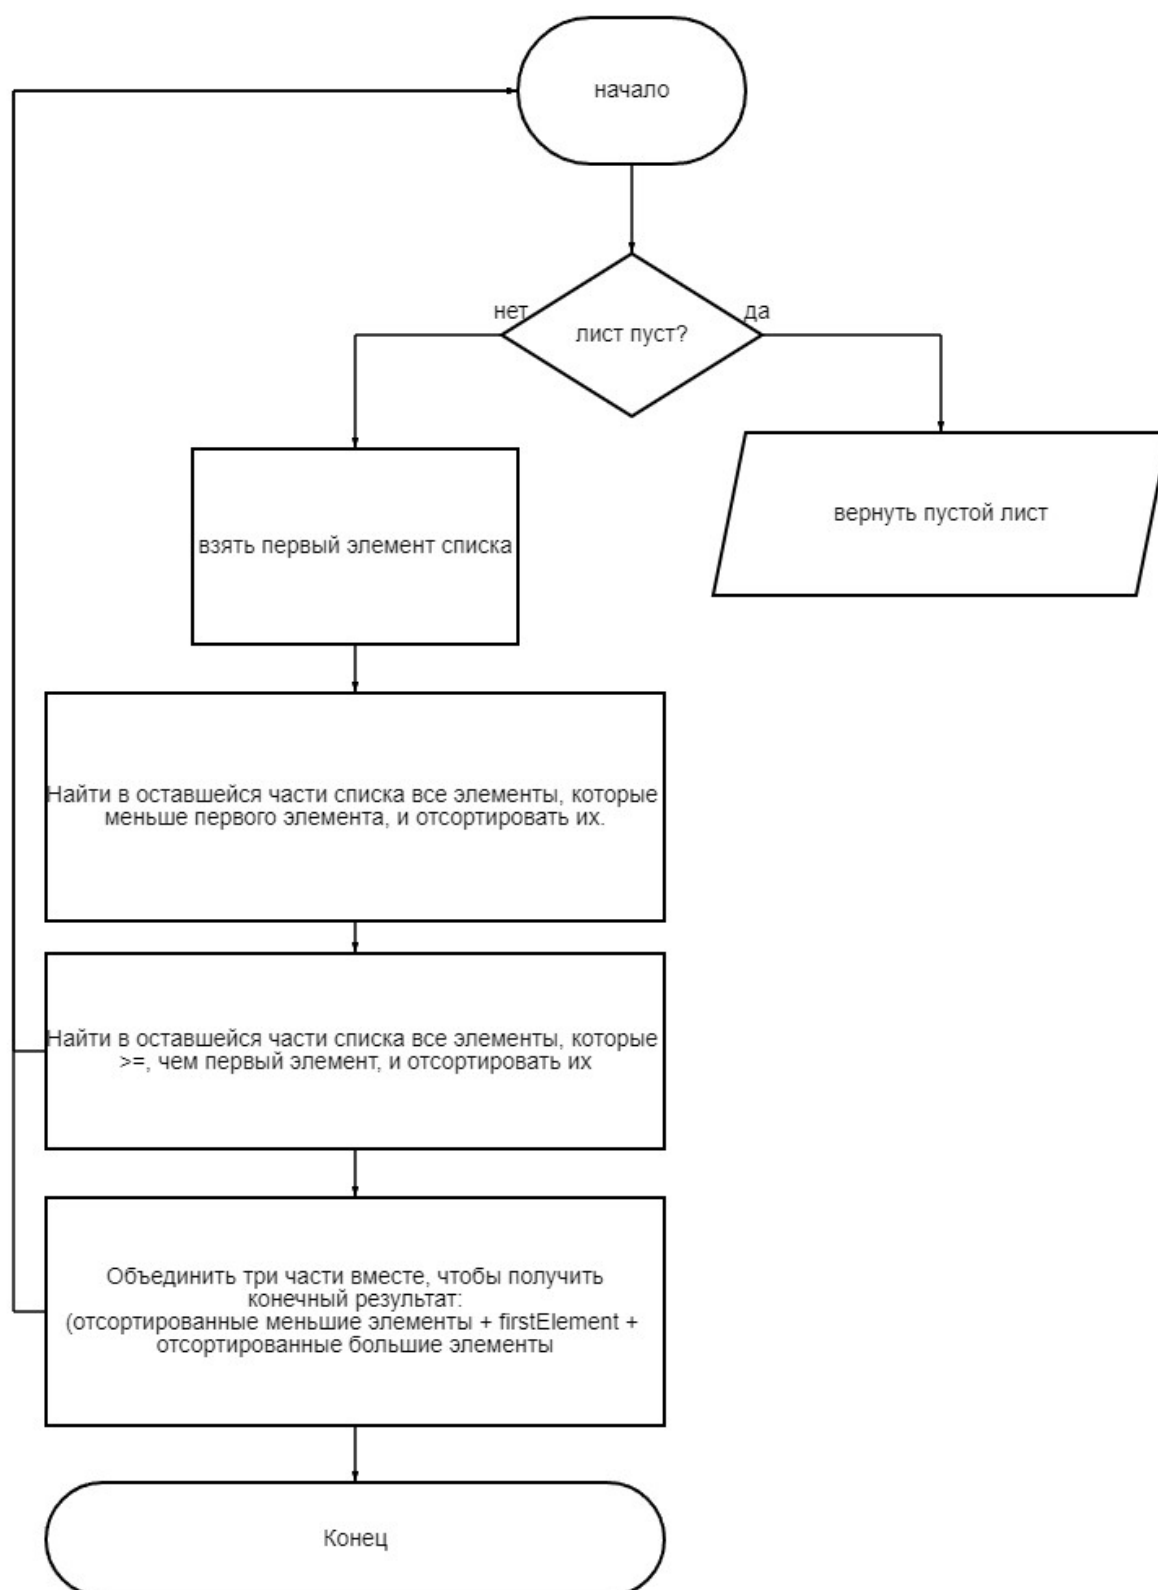 начало
нет
да
лист пуст?
вернуть пустой лист
взять первый элемент списка
Найти в оставшейся части списка все элементы, которые
меньше первого элемента, и отсортировать их.
Найти в оставшейся части списка все элементы, которые
>=, чем первый элемент, и отсортировать их
Объединить три части вместе, чтобы получить
конечный результат:
(отсортированные меньшие элементы + firstElement +
отсортированные большие элементы
Конец